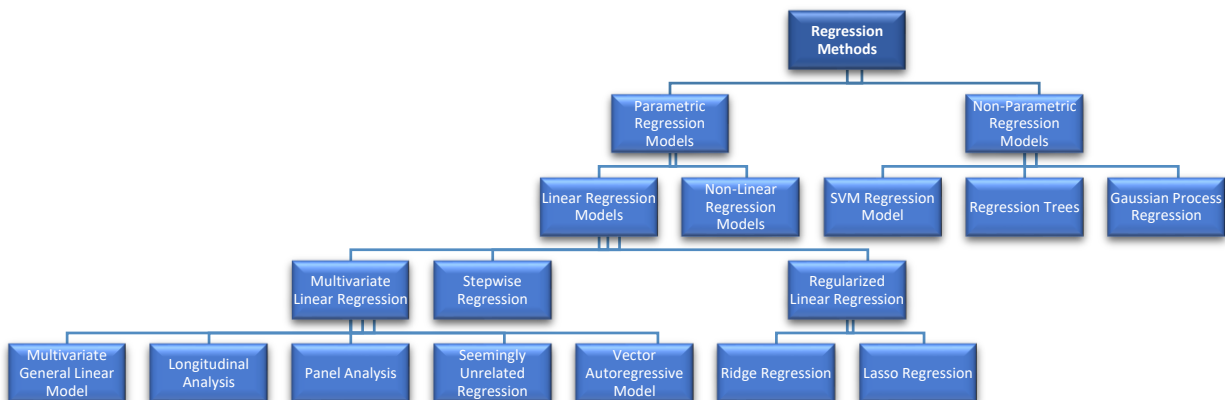 Regression
Methods
Parametric
Regression
Models
Non-Parametric
Regression
Models
Linear Regression
Models
Non-Linear
Regression
Models
SVM Regression
Model
Regression Trees
Gaussian Process
Regression
Multivariate
Linear Regression
Stepwise
Regression
Regularized
Linear Regression
Multivariate
General Linear
Model
Longitudinal
Analysis
Panel Analysis
Seemingly
Unrelated
Regression
Vector
Autoregressive
Model
Ridge Regression
Lasso Regression